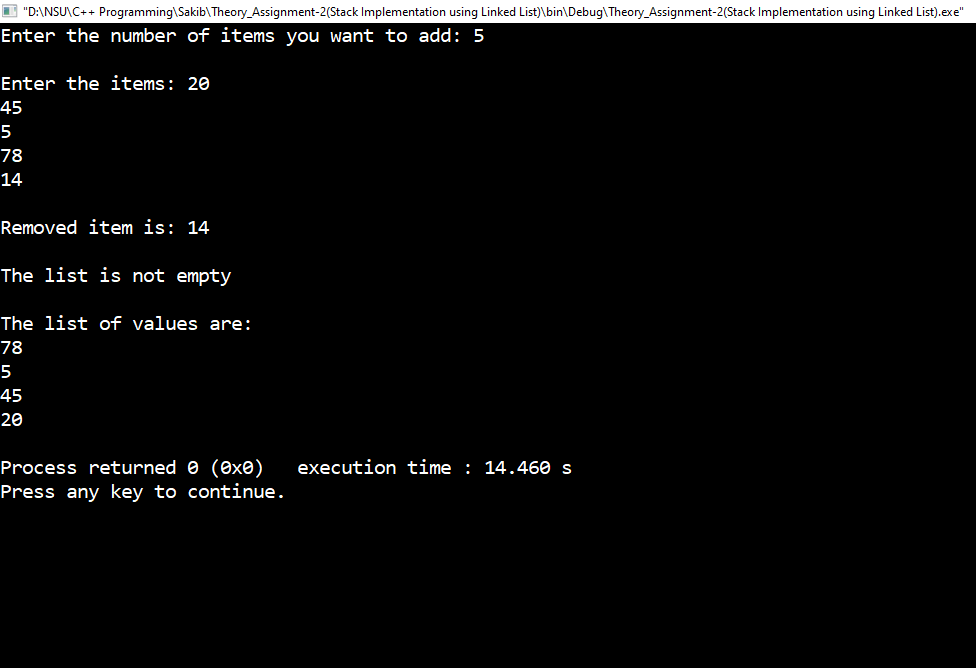 "D:\NSU\C++ Programming\Sakib\Theory_Assignment-2(Stack Implementation using Linked List)\bin\Debug\Theory_Assignment-2(Stack Implementation using Linked List).exe"
Enter the number of items you want to add: 5
Enter the items: 20
45
5
78
14
Removed item is: 14
The list is not empty
The list of values are:
78
5
45
20
Process returned 0 (0x0)   execution time : 14.460 s
Press any key to continue.